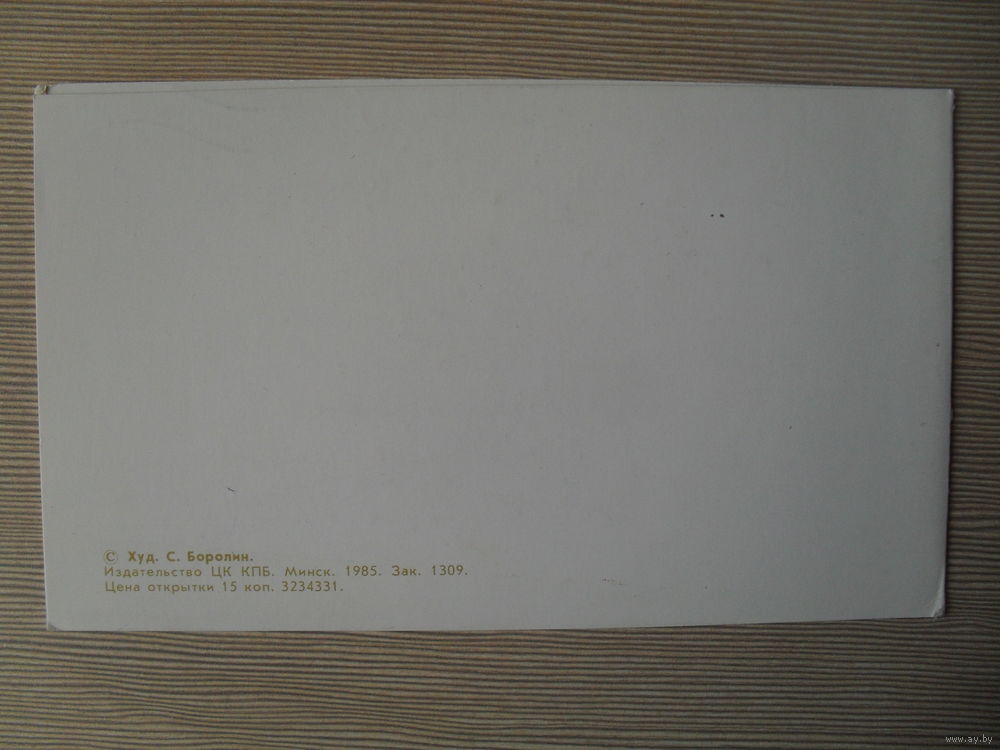 © Худ. С. Боролин.
Издательство ЦК КПБ. Минск. 1985. Зак. 1309.
Цена открытки 15 коп. 3234331.
www.ay.by